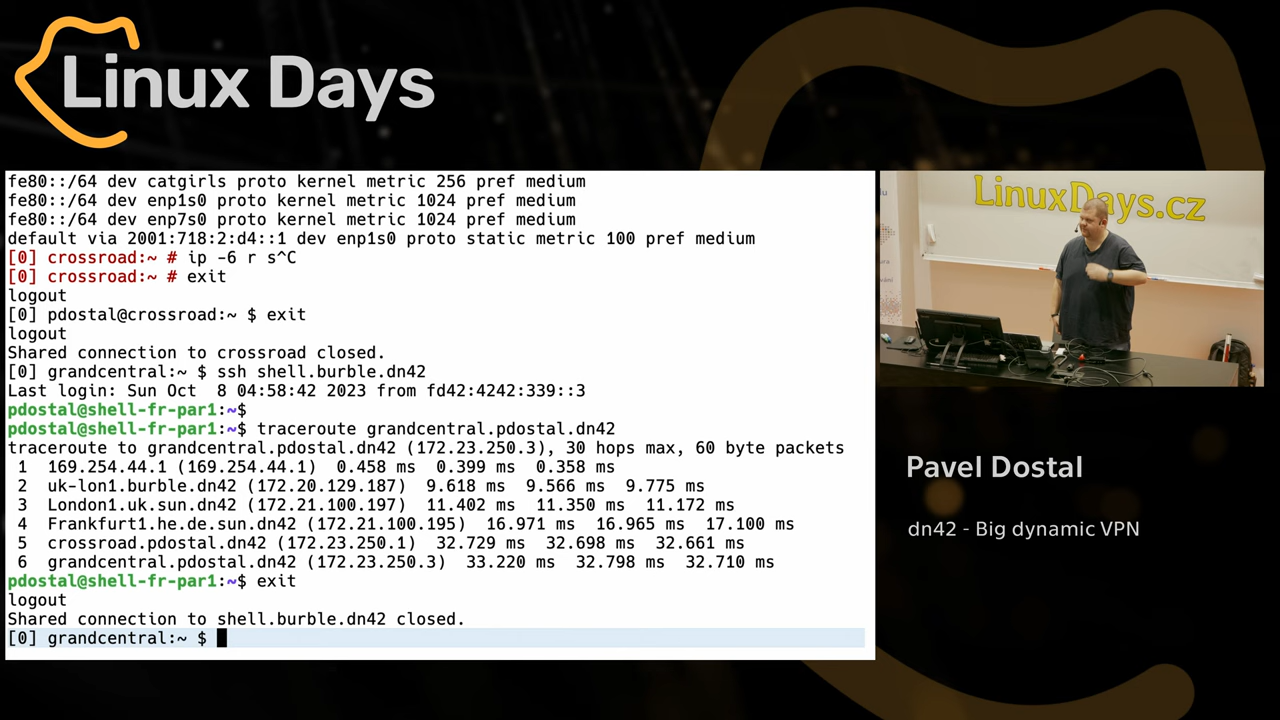 Linux Days
fe80::/64 dev catgirls proto kernel metric 256 pref medium
fe80::/64 dev enp1s0 proto kernel metric 1024 pref medium
fe80::/64 dev enp7s0 proto kernel metric 1024 pref medium
default via 2001:718:2:d4::1 dev enp1s0 proto static metric 100 pref medium
[0] crossroad:~ # ip -6 r s^C
[0] crossroad:~ # exit
logout
[0] pdostal@crossroad:~ $ exit
logout
Shared connection to crossroad closed.
[0] grandcentral:~ $ ssh shell.burble.dn42
Last login: Sun Oct  8 04:58:42 2023 from fd42:4242:339::3
pdostal@shell-fr-par1:~$
pdostal@shell-fr-par1:~$ traceroute grandcentral.pdostal.dn42
traceroute to grandcentral.pdostal.dn42 (172.23.250.3), 30 hops max, 60 byte packets
 1  169.254.44.1 (169.254.44.1)  0.458 ms  0.399 ms  0.358 ms
 2  uk-lon1.burble.dn42 (172.20.129.187)  9.618 ms  9.566 ms  9.775 ms
 3  London1.uk.sun.dn42 (172.21.100.197)  11.402 ms  11.350 ms  11.172 ms
 4  Frankfurt1.he.de.sun.dn42 (172.21.100.195)  16.971 ms  16.965 ms  17.100 ms
 5  crossroad.pdostal.dn42 (172.23.250.1)  32.729 ms  32.698 ms  32.661 ms
 6  grandcentral.pdostal.dn42 (172.23.250.3)  33.220 ms  32.798 ms  32.710 ms
pdostal@shell-fr-par1:~$ exit
logout
Shared connection to shell.burble.dn42 closed.
[0] grandcentral:~ $
LinuxDays.cz
Pavel Dostal
dn42 - Big dynamic VPN